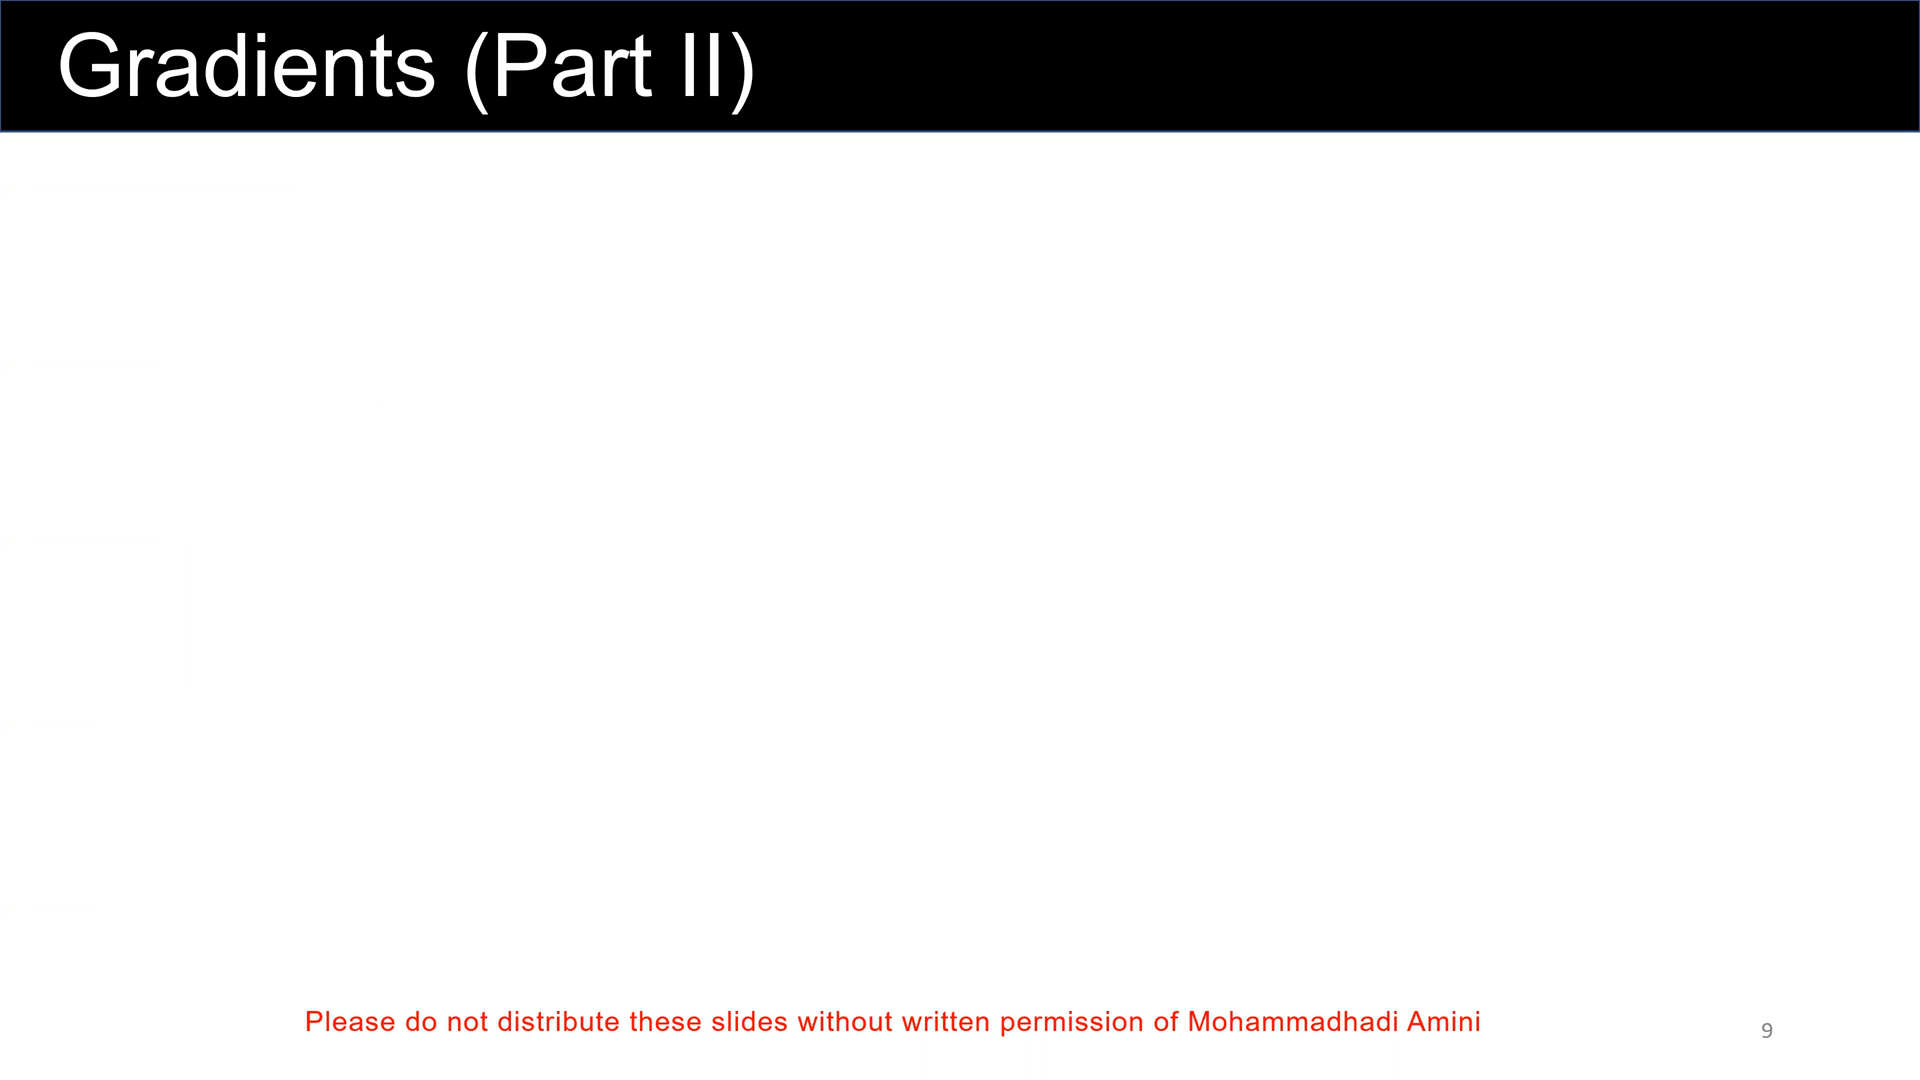 Gradients (Part II)
Please do not distribute these slides without written permission of Mohammadhadi Amini
9